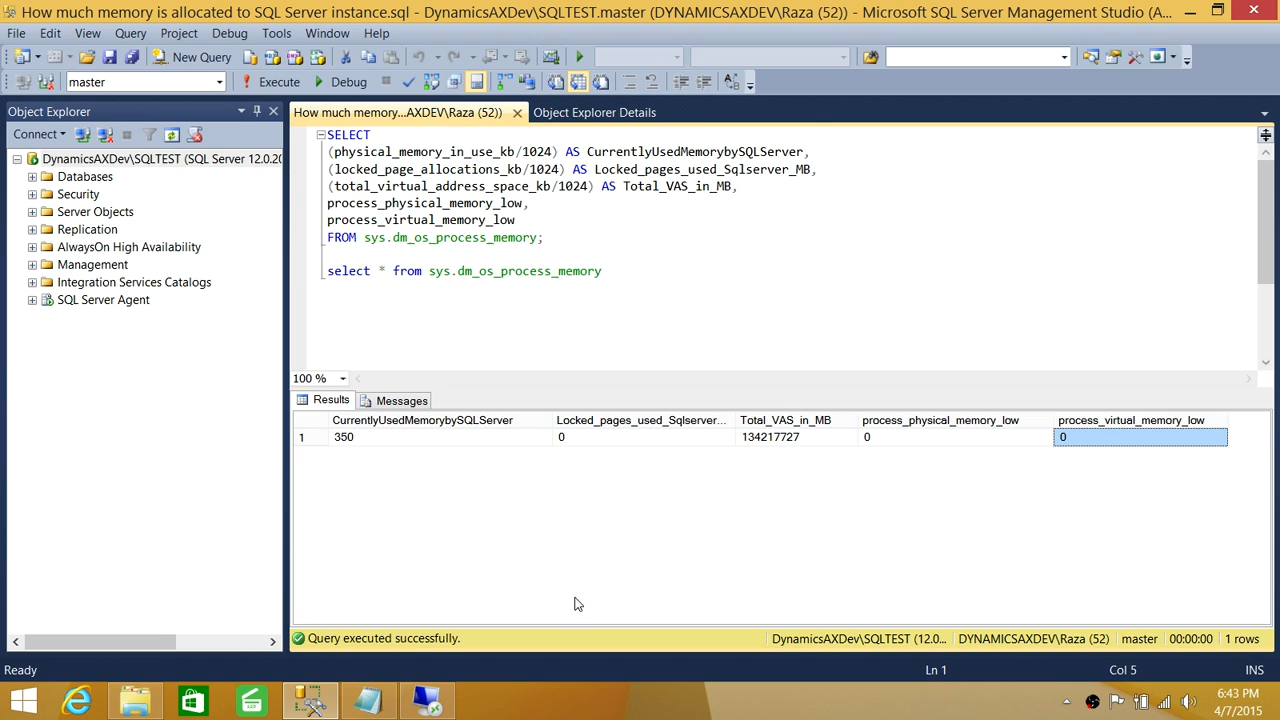 How much memory is allocated to SQL Server instance.sql - DynamicsAXDev\SQLTEST.master (DYNAMICSAXDEV\Raza (52)) - Microsoft SQL Server Management Studio (A...
File Edit View Query Project Debug Tools Window Help
New Query
master Execute Debug
Object Explorer
How much memory...AXDEV\Raza (52)) Object Explorer Details
Connect
DynamicsAXDev\SQLTEST (SQL Server 12.0.20
Databases
Security
Server Objects
Replication
AlwaysOn High Availability
Management
Integration Services Catalogs
SQL Server Agent
SELECT
(physical_memory_in_use_kb/1024) AS CurrentlyUsedMemorybySQLServer,
(locked_page_allocations_kb/1024) AS Locked_pages_used_Sqlserver_MB,
(total_virtual_address_space_kb/1024) AS Total_VAS_in_MB,
process_physical_memory_low,
process_virtual_memory_low
FROM sys.dm_os_process_memory;
select * from sys.dm_os_process_memory
100 %
Results Messages
CurrentlyUsedMemorybySQLServer Locked_pages_used_Sqlserver... Total_VAS_in_MB process_physical_memory_low process_virtual_memory_low
1 350 0 134217727 0 0
Query executed successfully. DynamicsAXDev\SQLTEST (12.0... DYNAMICSAXDEV\Raza (52) master 00:00:00 1 rows
Ready Ln 1 Col 5 INS
6:43 PM
4/7/2015